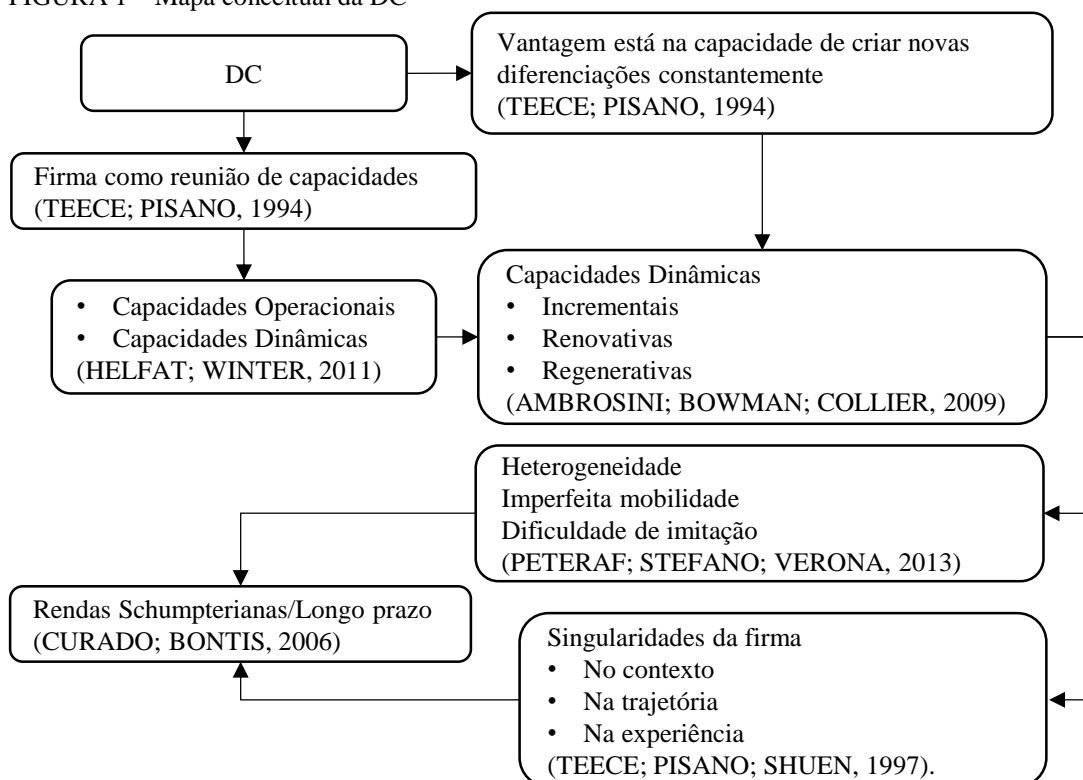 FIGURA 1 – Mapa conceitual da DC
DC
Vantagem está na capacidade de criar novas
diferenciações constantemente
(TEECE; PISANO, 1994)
Firma como reunião de capacidades
(TEECE; PISANO, 1994)
• Capacidades Operacionais
• Capacidades Dinâmicas
(HELFAT; WINTER, 2011)
Capacidades Dinâmicas
• Incrementais
• Renovativas
• Regenerativas
(AMBROSINI; BOWMAN; COLLIER, 2009)
Heterogeneidade
Imperfeita mobilidade
Dificuldade de imitação
(PETERAF; STEFANO; VERONA, 2013)
Rendas Schumpterianas/Longo prazo
(CURADO; BONTIS, 2006)
Singularidades da firma
• No contexto
• Na trajetória
• Na experiência
(TEECE; PISANO; SHUEN, 1997).